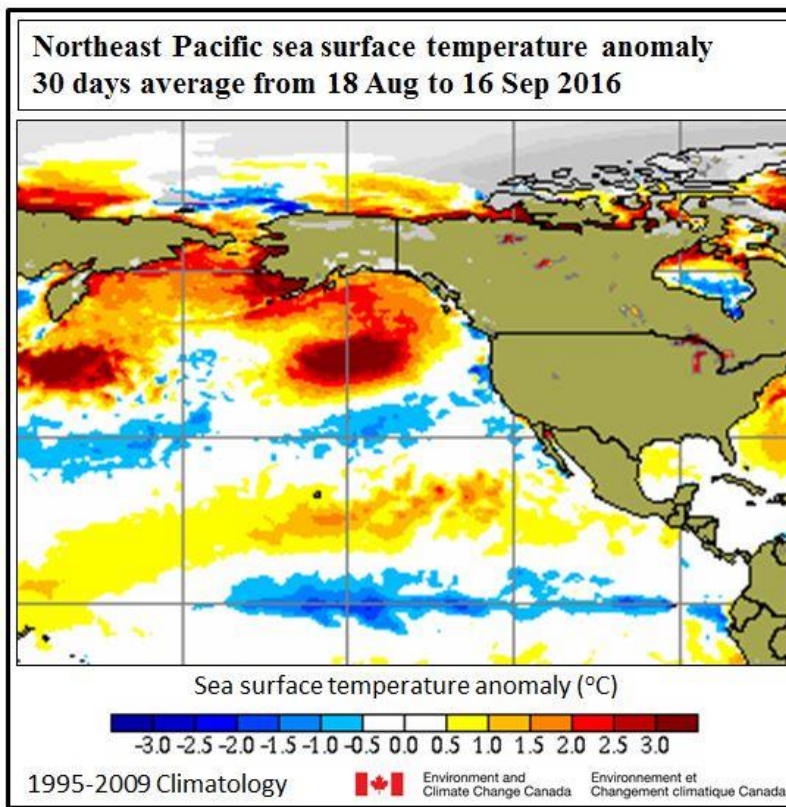 Northeast Pacific sea surface temperature anomaly
30 days average from 18 Aug to 16 Sep 2016
Sea surface temperature anomaly (°C)
-3.0 -2.5 -2.0 -1.5 -1.0 -0.5 0.0 0.5 1.0 1.5 2.0 2.5 3.0
1995-2009 Climatology
Environment and
Climate Change Canada
Environnement et
Changement climatique Canada